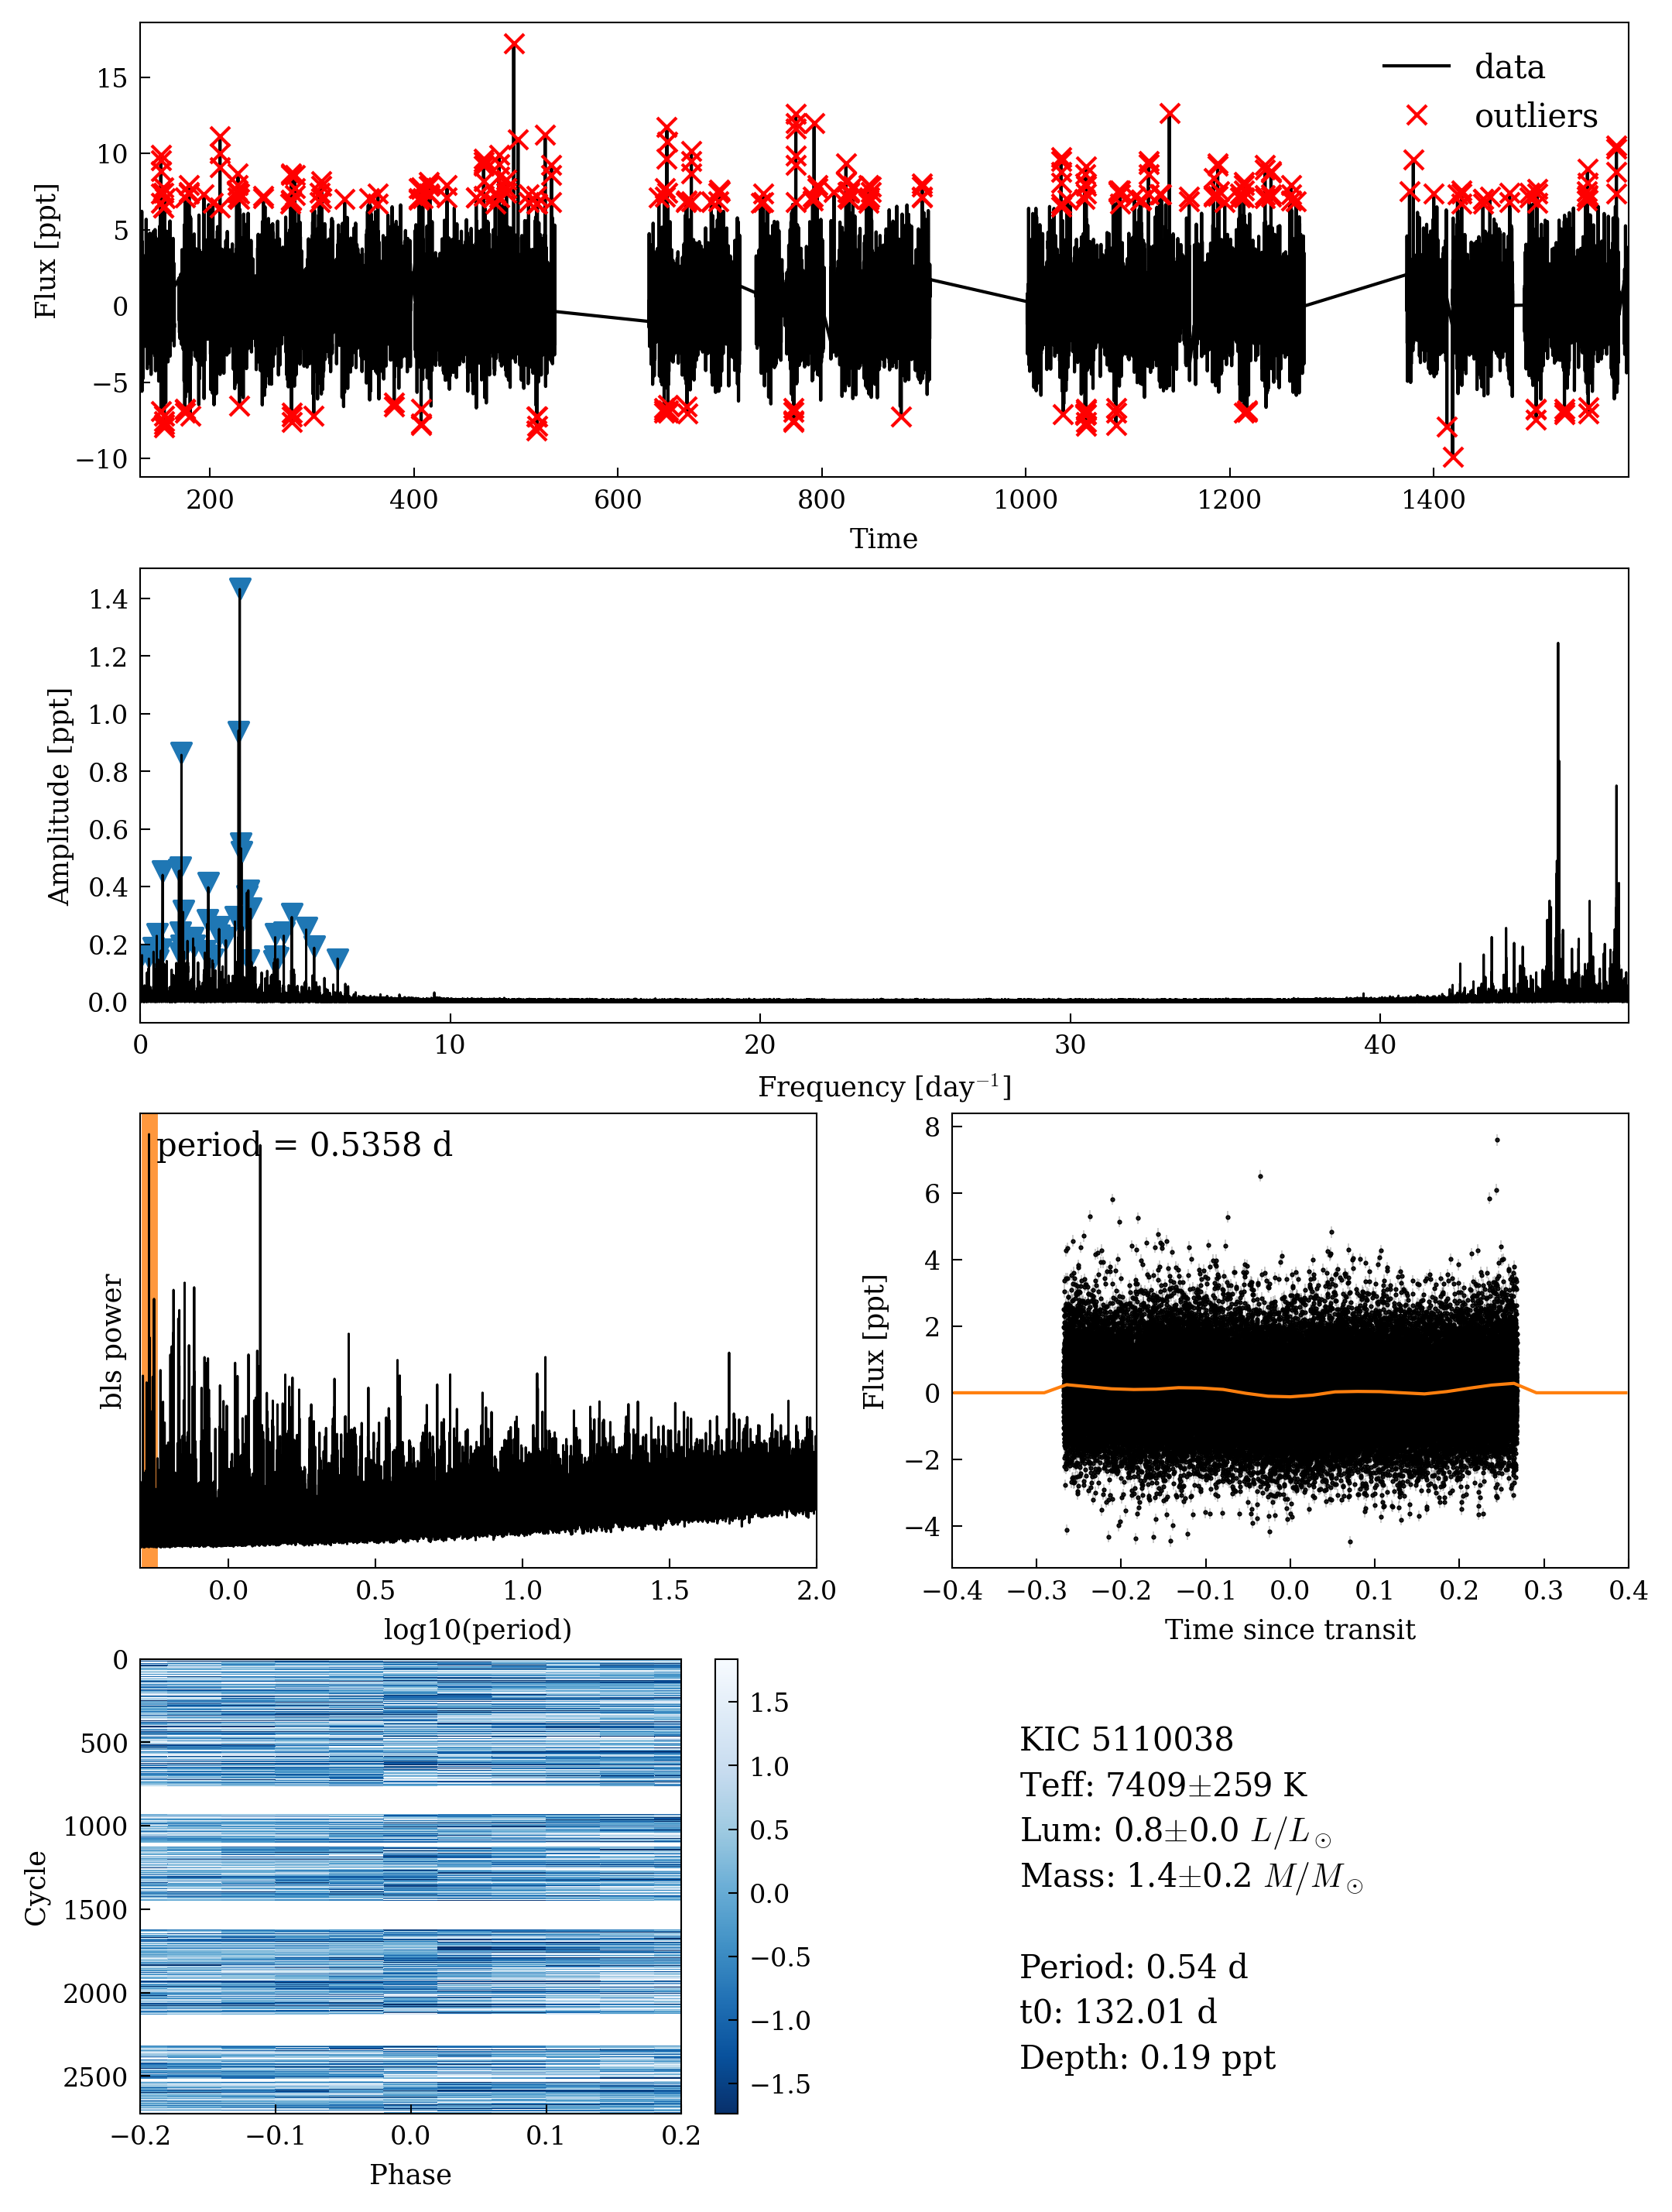 15
10
5
0
−5
−10
Flux [ppt]
data
outliers
200 400 600 800 1000 1200 1400
Time
1.4
1.2
1.0
0.8
0.6
0.4
0.2
0.0
Amplitude [ppt]
0 10 20 30 40
Frequency [day⁻¹]
period = 0.5358 d
bls power
0.0 0.5 1.0 1.5 2.0
log10(period)
8
6
4
2
0
−2
−4
Flux [ppt]
−0.4 −0.3 −0.2 −0.1 0.0 0.1 0.2 0.3 0.4
Time since transit
0
500
1000
1500
2000
2500
Cycle
−0.2 −0.1 0.0 0.1 0.2
Phase
1.5
1.0
0.5
0.0
−0.5
−1.0
−1.5
KIC 5110038
Teff: 7409±259 K
Lum: 0.8±0.0 L/L⊙
Mass: 1.4±0.2 M/M⊙
Period: 0.54 d
t0: 132.01 d
Depth: 0.19 ppt